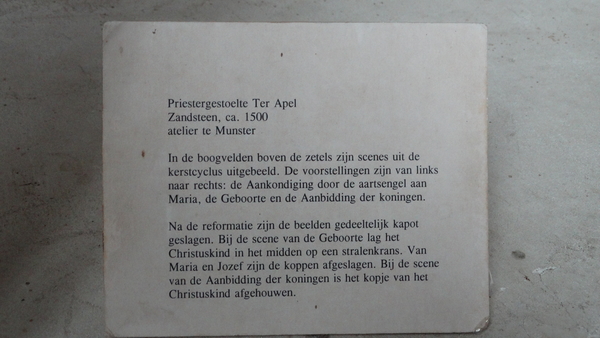 Priestergestoelte Ter Apel
Zandsteen, ca. 1500
atelier te Munster
In de boogvelden boven de zetels zijn scenes uit de
kerstcyclus uitgebeeld. De voorstellingen zijn van links
naar rechts: de Aankondiging door de aartsengel aan
Maria, de Geboorte en de Aanbidding der koningen.
Na de reformatie zijn de beelden gedeeltelijk kapot
geslagen. Bij de scene van de Geboorte lag het
Christuskind in het midden op een stralenkrans. Van
Maria en Jozef zijn de koppen afgeslagen. Bij de scene
van de Aanbidding der koningen is het kopje van het
Christuskind afgehouwen.